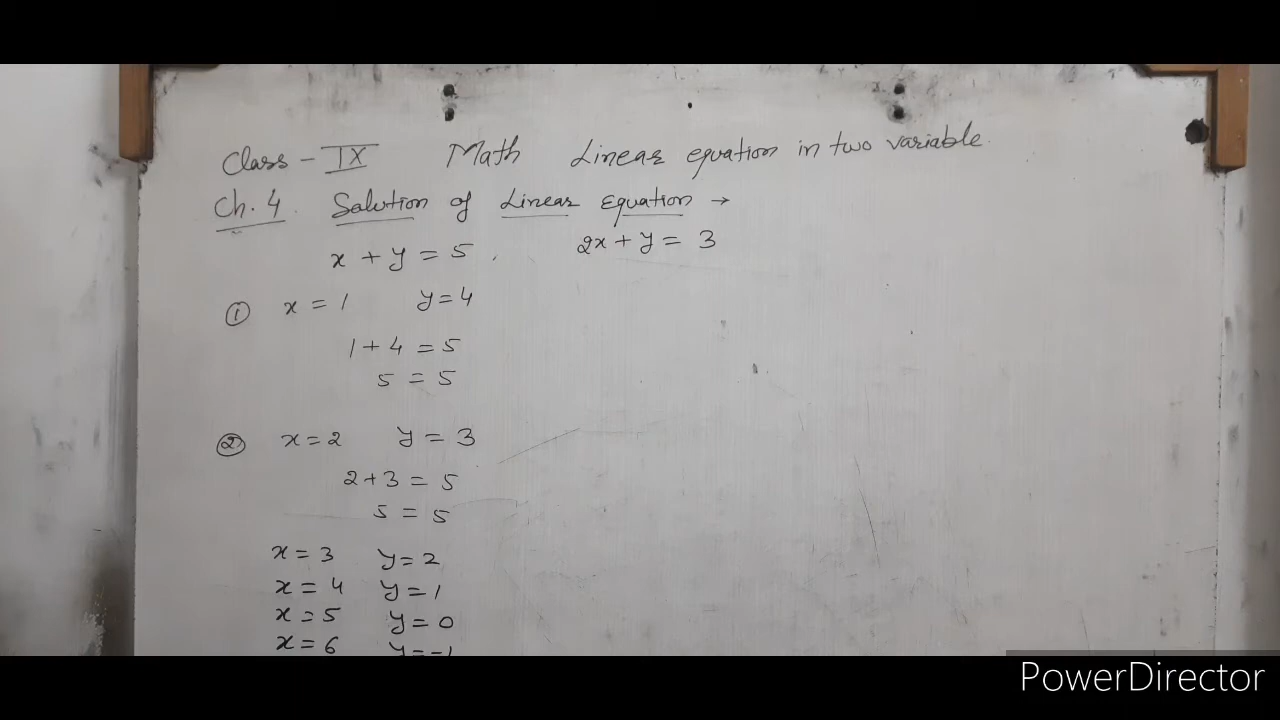 Class - IX Math Linear equation in two variable
Ch. 4. Solution of Linear Equation →
x + y = 5 , 2x + y = 3
① x = 1 y = 4
1 + 4 = 5
5 = 5
② x = 2 y = 3
2 + 3 = 5
5 = 5
x = 3 y = 2
x = 4 y = 1
x = 5 y = 0
x = 6 y = -1
PowerDirector